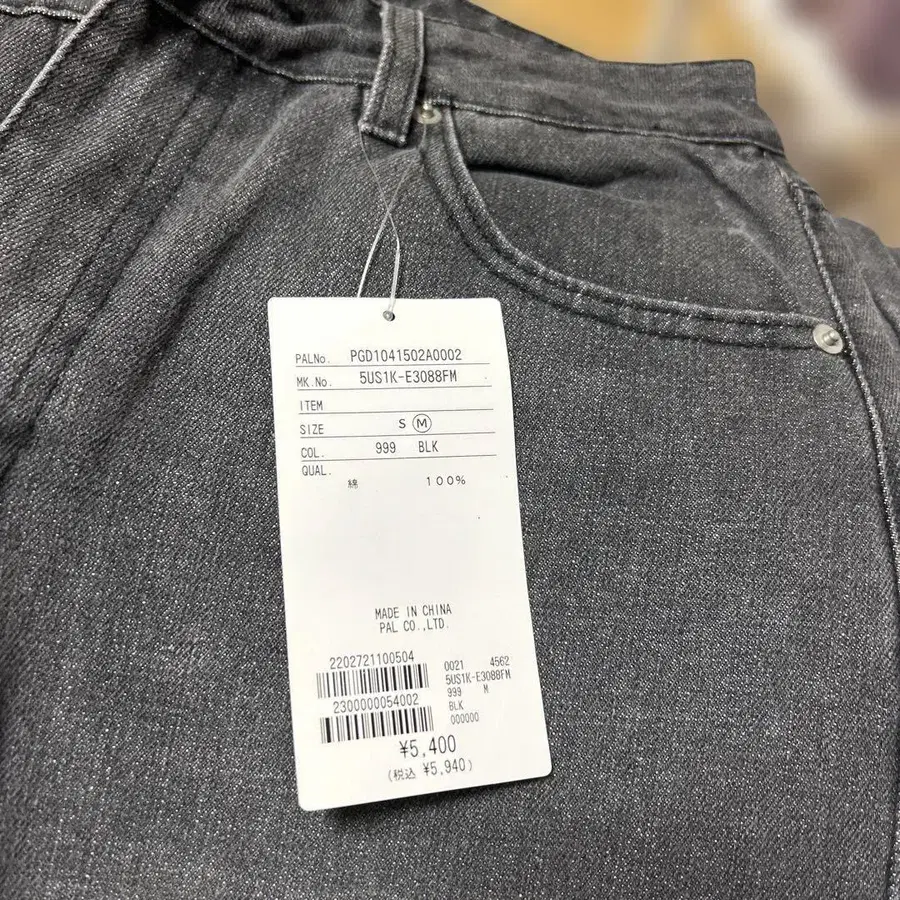 PALNo. PGD1041502A0002
MK.No. 5US1K-E3088FM
ITEM
SIZE S M
COL. 999 BLK
QUAL.
綿 100%
MADE IN CHINA
PAL CO.,LTD.
2202721100504
2300000054002
0021 4562
5US1K-E3088FM
999 M
BLK
000000
¥5,400
(税込 ¥5,940)